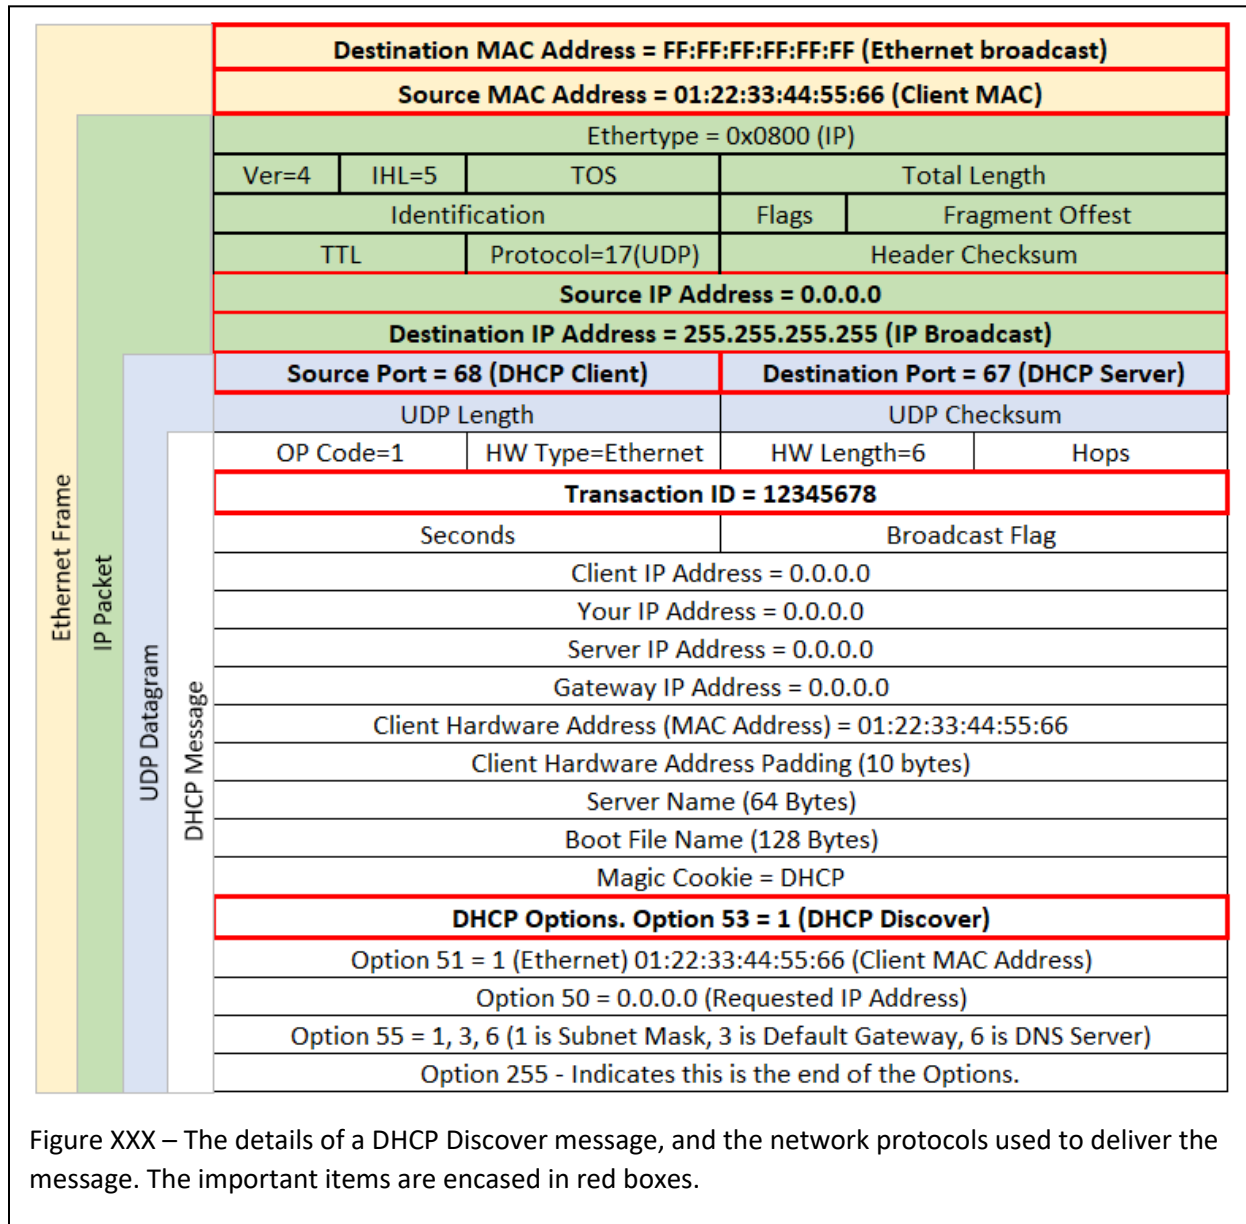 Destination MAC Address = FF:FF:FF:FF:FF:FF (Ethernet broadcast)
Source MAC Address = 01:22:33:44:55:66 (Client MAC)
Ethertype = 0x0800 (IP)
Ver=4 IHL=5 TOS Total Length
Identification Flags Fragment Offest
TTL Protocol=17(UDP) Header Checksum
Source IP Address = 0.0.0.0
Destination IP Address = 255.255.255.255 (IP Broadcast)
Source Port = 68 (DHCP Client) Destination Port = 67 (DHCP Server)
UDP Length UDP Checksum
OP Code=1 HW Type=Ethernet HW Length=6 Hops
Transaction ID = 12345678
Seconds Broadcast Flag
Client IP Address = 0.0.0.0
Your IP Address = 0.0.0.0
Server IP Address = 0.0.0.0
Gateway IP Address = 0.0.0.0
Client Hardware Address (MAC Address) = 01:22:33:44:55:66
Client Hardware Address Padding (10 bytes)
Server Name (64 Bytes)
Boot File Name (128 Bytes)
Magic Cookie = DHCP
DHCP Options. Option 53 = 1 (DHCP Discover)
Option 51 = 1 (Ethernet) 01:22:33:44:55:66 (Client MAC Address)
Option 50 = 0.0.0.0 (Requested IP Address)
Option 55 = 1, 3, 6 (1 is Subnet Mask, 3 is Default Gateway, 6 is DNS Server)
Option 255 - Indicates this is the end of the Options.
Ethernet Frame
IP Packet
UDP Datagram
DHCP Message
Figure XXX – The details of a DHCP Discover message, and the network protocols used to deliver the
message. The important items are encased in red boxes.